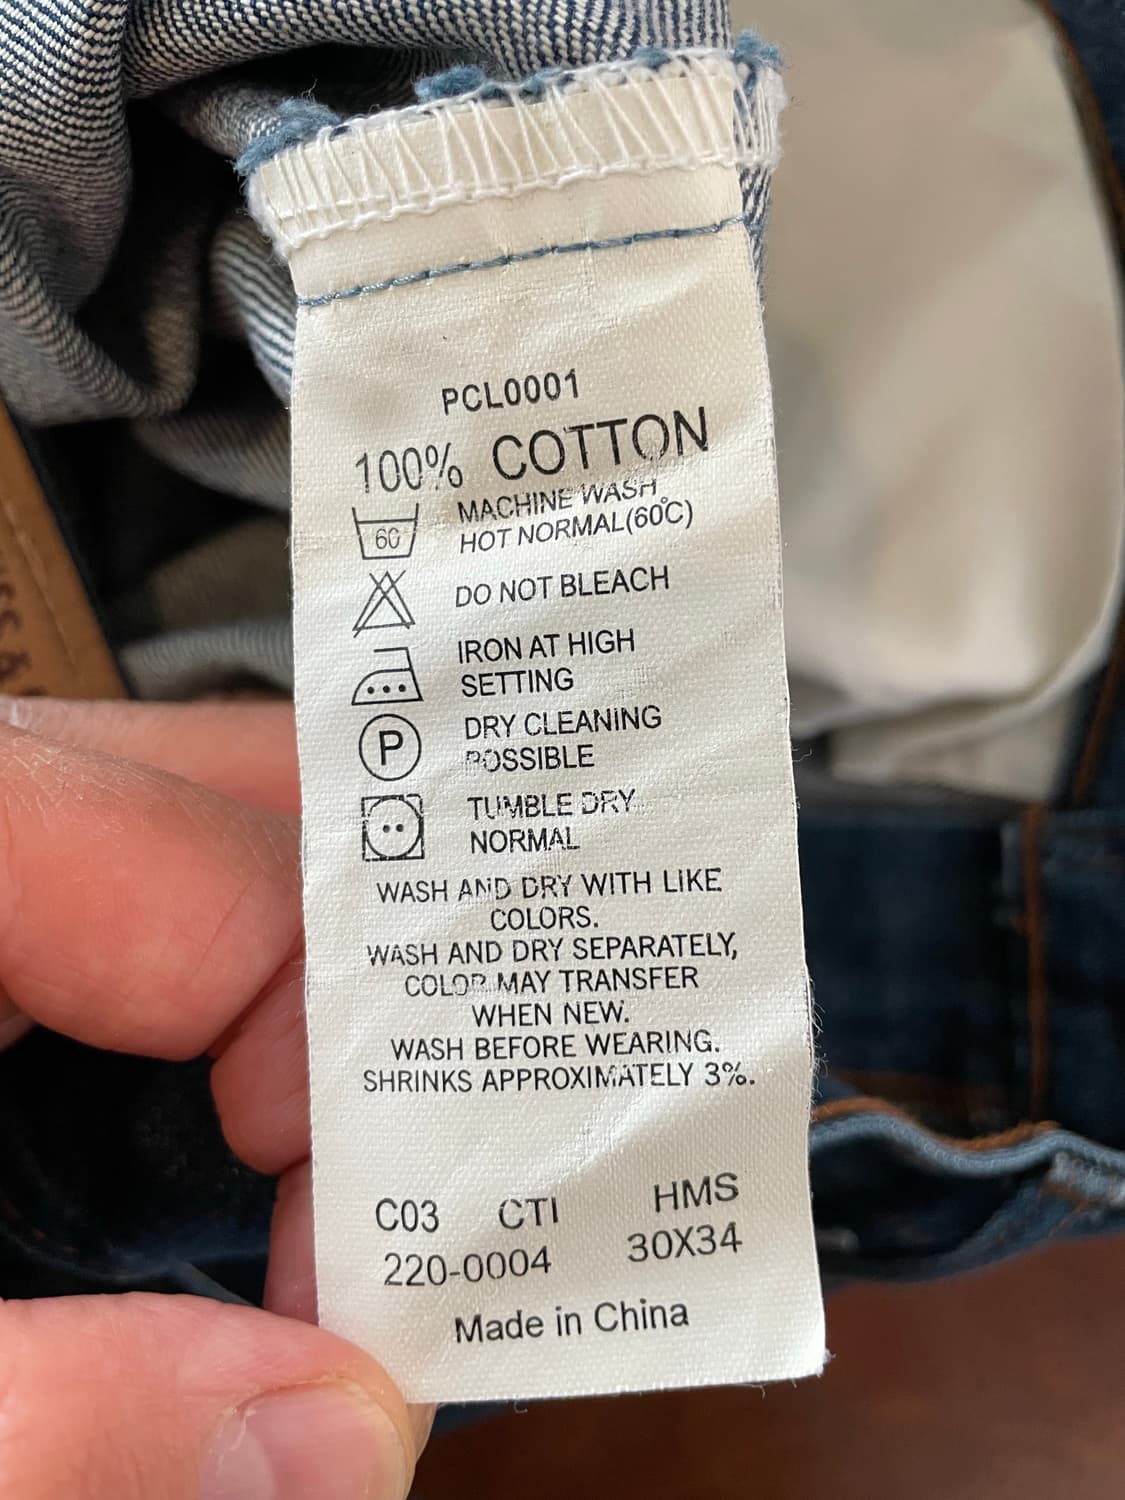 PCL0001
100% COTTON
60 MACHINE WASH
HOT NORMAL(60°C)
DO NOT BLEACH
IRON AT HIGH
SETTING
P DRY CLEANING
POSSIBLE
TUMBLE DRY
NORMAL
WASH AND DRY WITH LIKE
COLORS.
WASH AND DRY SEPARATELY,
COLOR MAY TRANSFER
WHEN NEW.
WASH BEFORE WEARING.
SHRINKS APPROXIMATELY 3%.
C03 CTI HMS
220-0004 30X34
Made in China